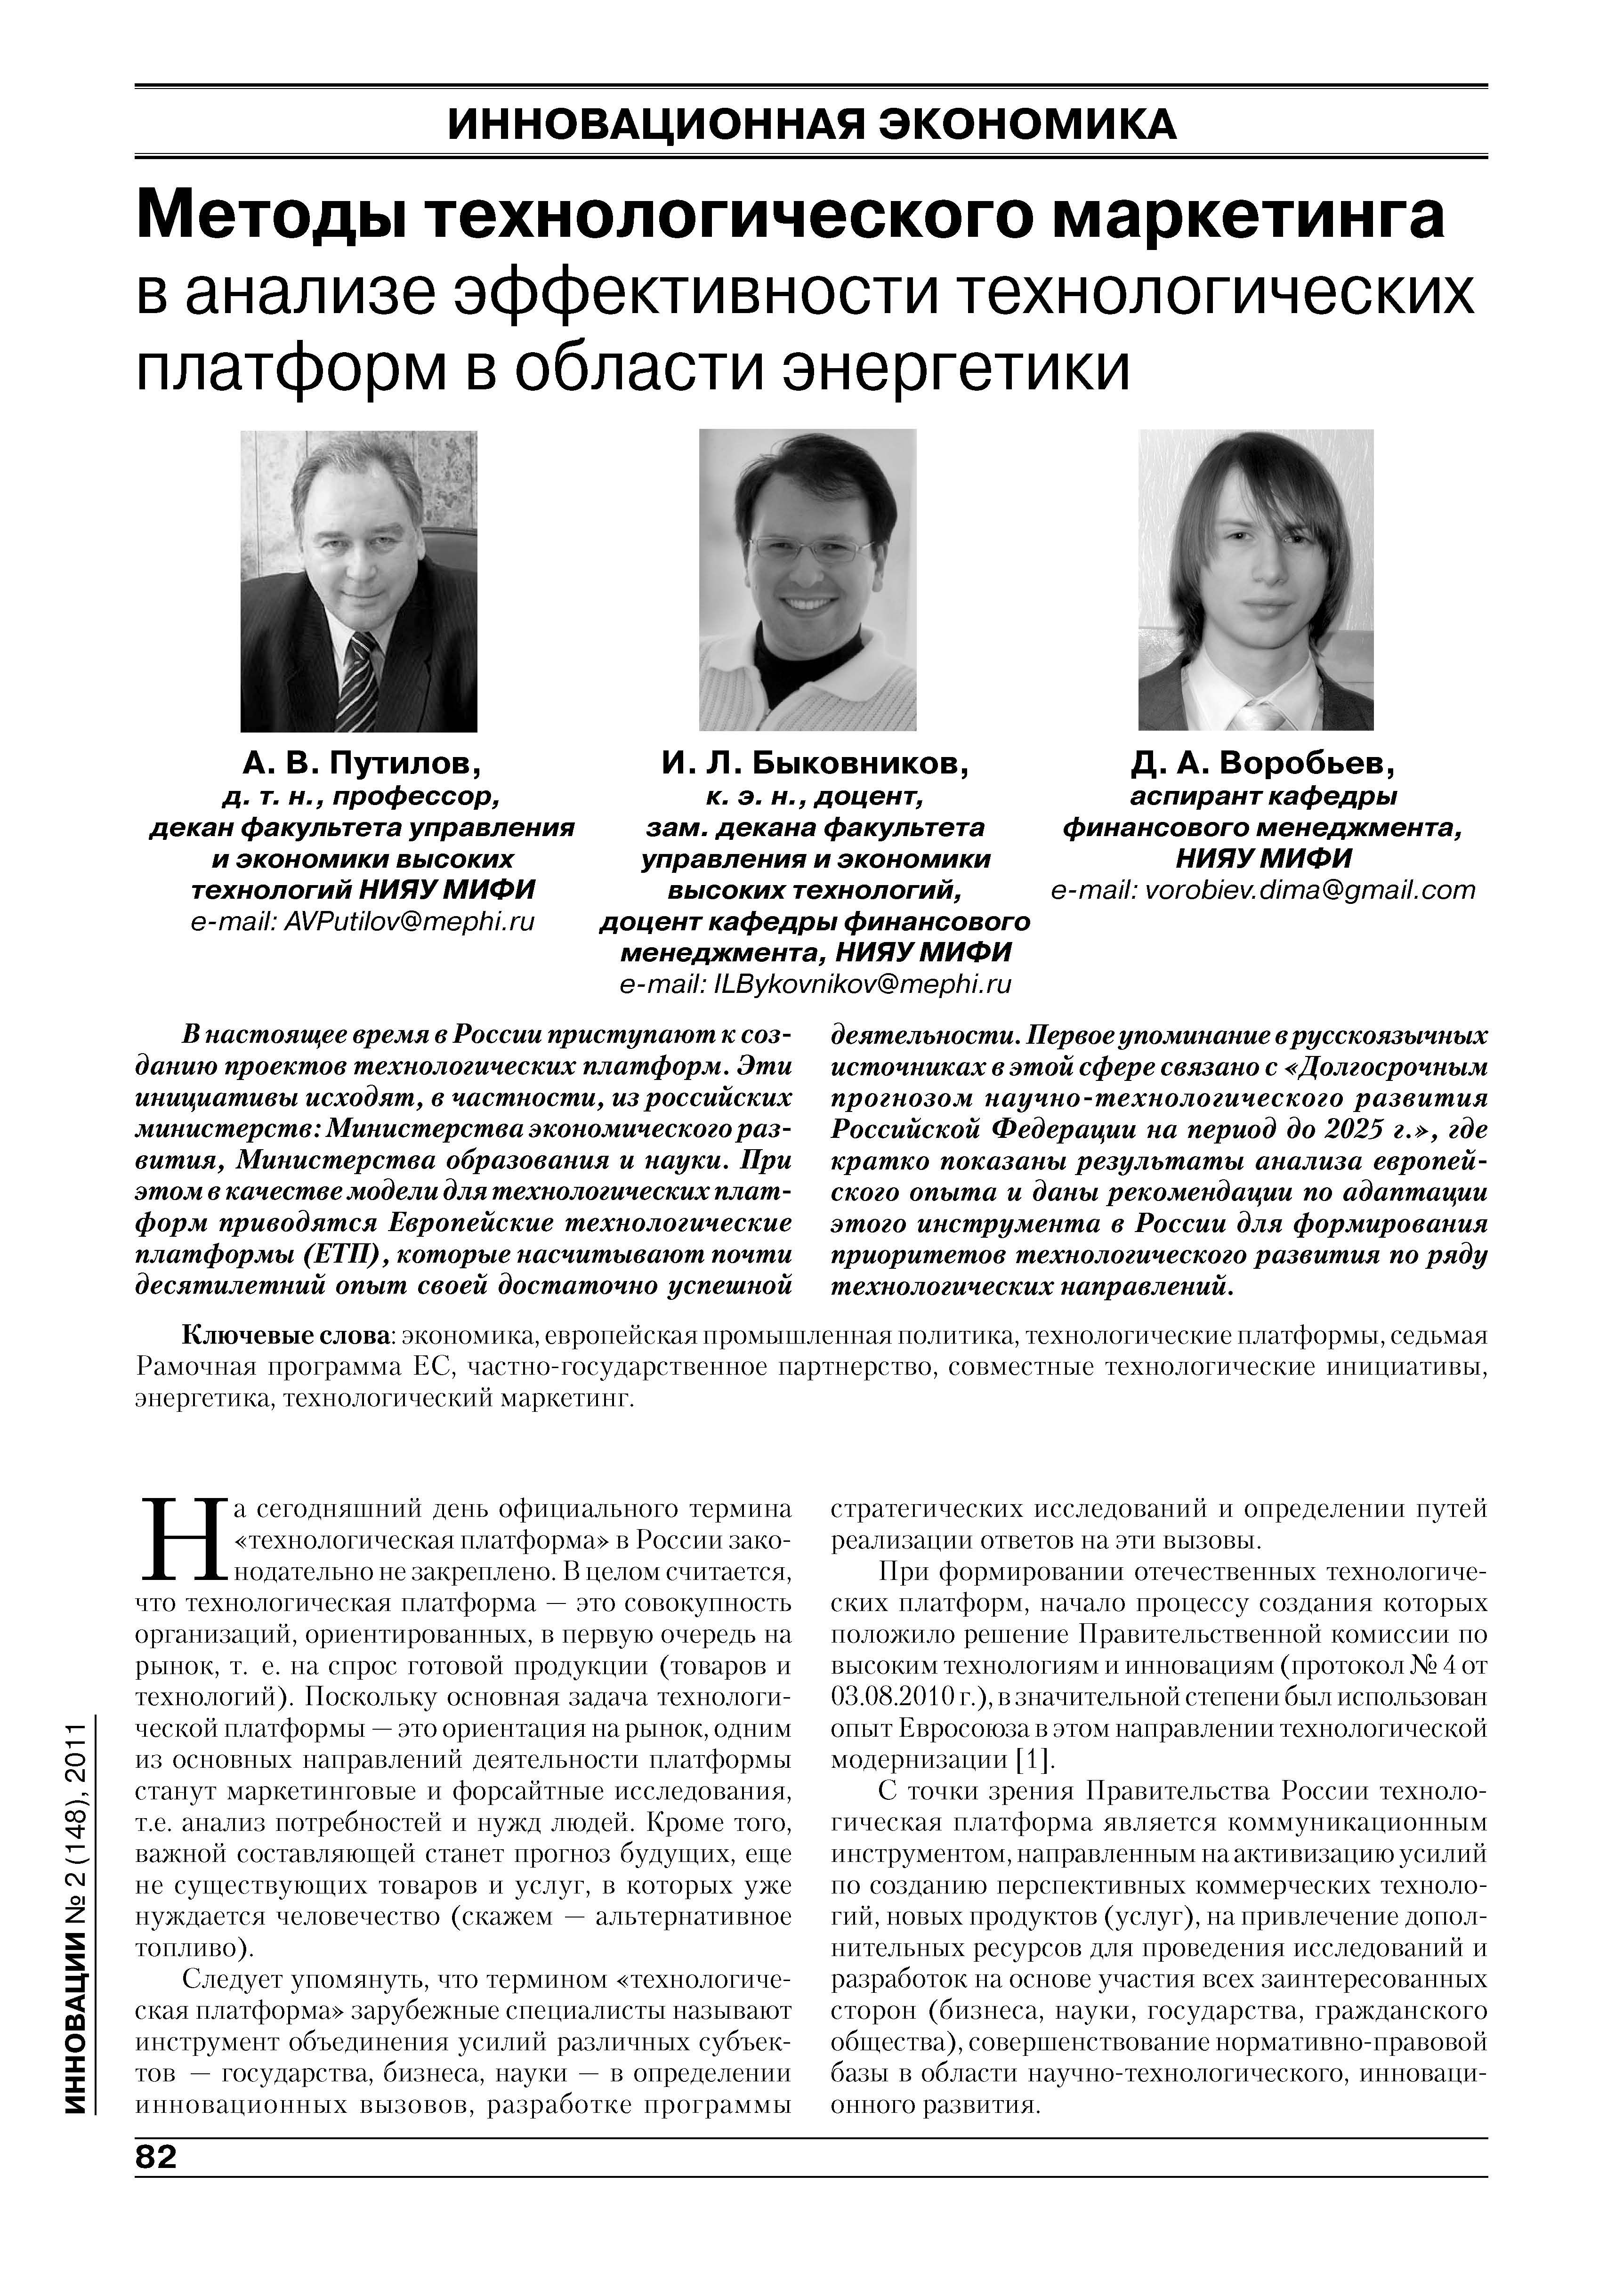 ИННОВАЦИОННАЯ ЭКОНОМИКА
Методы технологического маркетинга
в анализе эффективности технологических
платформ в области энергетики
А. В. Путилов,
д. т. н., профессор,
декан факультета управления
и экономики высоких
технологий НИЯУ МИФИ
e-mail: AVPutilov@mephi.ru
И. Л. Быковников,
к. э. н., доцент,
зам. декана факультета
управления и экономики
высоких технологий,
доцент кафедры финансового
менеджмента, НИЯУ МИФИ
e-mail: ILBykovnikov@mephi.ru
Д. А. Воробьев,
аспирант кафедры
финансового менеджмента,
НИЯУ МИФИ
e-mail: vorobiev.dima@gmail.com
В настоящее время в России приступают к соз-
данию проектов технологических платформ. Эти
инициативы исходят, в частности, из российских
министерств: Министерства экономического раз-
вития, Министерства образования и науки. При
этом в качестве модели для технологических плат-
форм приводятся Европейские технологические
платформы (ЕТП), которые насчитывают почти
десятилетний опыт своей достаточно успешной
деятельности. Первое упоминание в русскоязычных
источниках в этой сфере связано с «Долгосрочным
прогнозом научно-технологического развития
Российской Федерации на период до 2025 г.», где
кратко показаны результаты анализа европей-
ского опыта и даны рекомендации по адаптации
этого инструмента в России для формирования
приоритетов технологического развития по ряду
технологических направлений.
Ключевые слова: экономика, европейская промышленная политика, технологические платформы, седьмая
Рамочная программа ЕС, частно-государственное партнерство, совместные технологические инициативы,
энергетика, технологический маркетинг.
На сегодняшний день официального термина
«технологическая платформа» в России зако-
нодательно не закреплено. В целом считается,
что технологическая платформа — это совокупность
организаций, ориентированных, в первую очередь на
рынок, т. е. на спрос готовой продукции (товаров и
технологий). Поскольку основная задача технологи-
ческой платформы — это ориентация на рынок, одним
из основных направлений деятельности платформы
станут маркетинговые и форсайтные исследования,
т.е. анализ потребностей и нужд людей. Кроме того,
важной составляющей станет прогноз будущих, еще
не существующих товаров и услуг, в которых уже
нуждается человечество (скажем — альтернативное
топливо).
Следует упомянуть, что термином «технологиче-
ская платформа» зарубежные специалисты называют
инструмент объединения усилий различных субъек-
тов — государства, бизнеса, науки — в определении
инновационных вызовов, разработке программы
стратегических исследований и определении путей
реализации ответов на эти вызовы.
При формировании отечественных технологиче-
ских платформ, начало процессу создания которых
положило решение Правительственной комиссии по
высоким технологиям и инновациям (протокол № 4 от
03.08.2010 г.), в значительной степени был использован
опыт Евросоюза в этом направлении технологической
модернизации [1].
С точки зрения Правительства России техноло-
гическая платформа является коммуникационным
инструментом, направленным на активизацию усилий
по созданию перспективных коммерческих техноло-
гий, новых продуктов (услуг), на привлечение допол-
нительных ресурсов для проведения исследований и
разработок на основе участия всех заинтересованных
сторон (бизнеса, науки, государства, гражданского
общества), совершенствование нормативно-правовой
базы в области научно-технологического, инноваци-
онного развития.
ИННОВАЦИИ № 2 (148), 2011
82